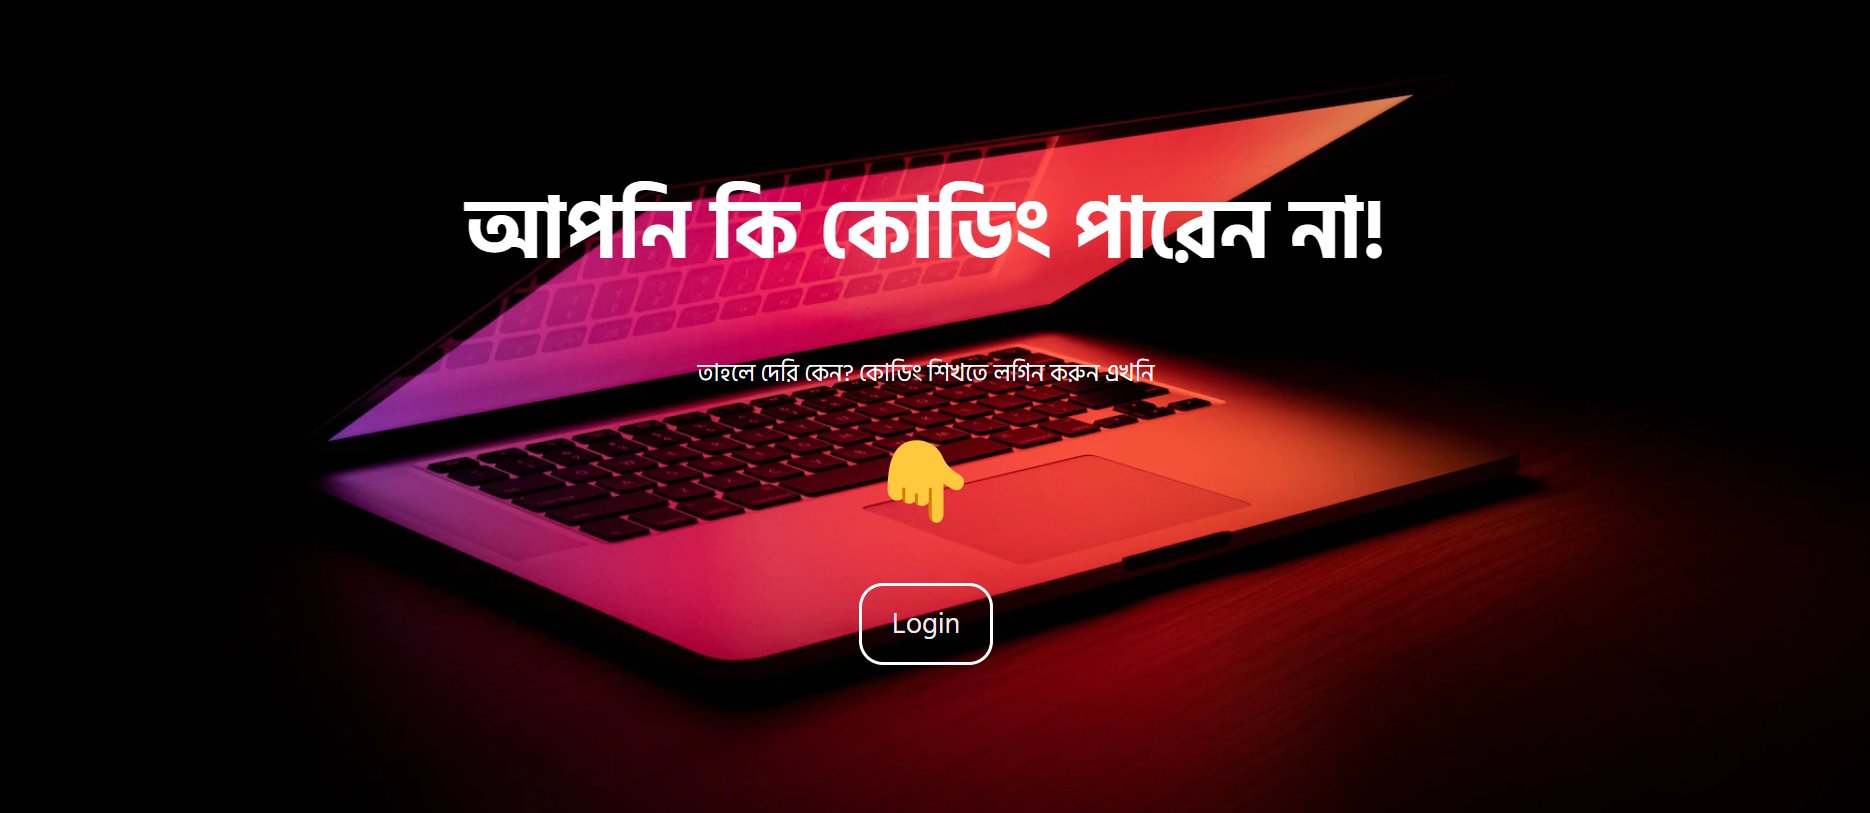 আপনি কি কোডিং পারেন না!
তাহলে দেরি কেন? কোডিং শিখতে লগিন করুন এখনি
Login